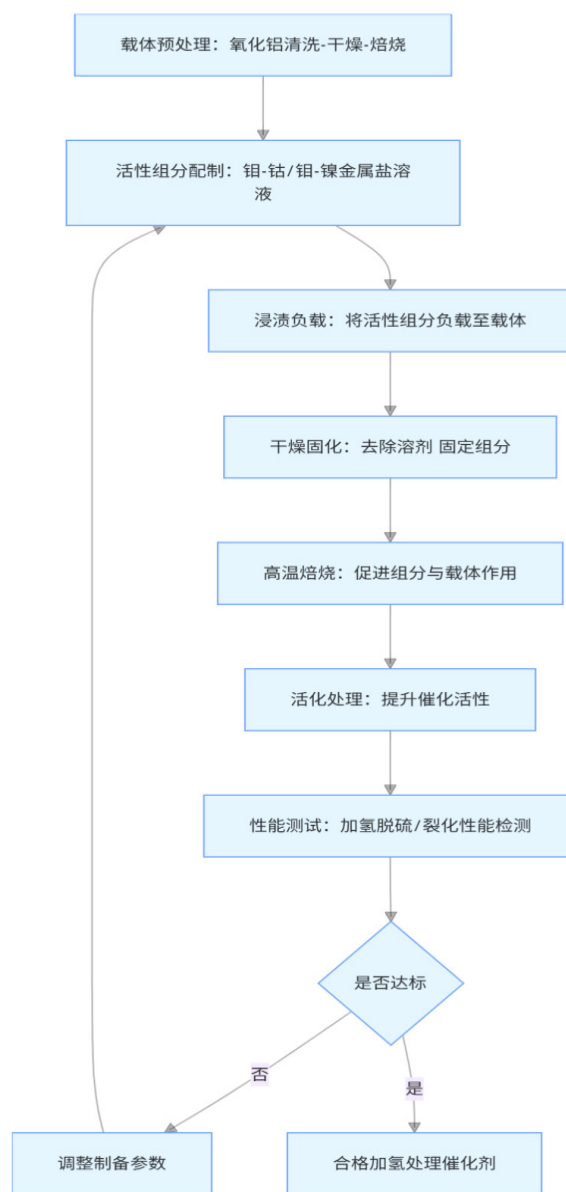 载体预处理：氧化铝清洗-干燥-焙烧
活性组分配制：钼-钴/钼-镍金属盐溶
液
浸渍负载：将活性组分负载至载体
干燥固化：去除溶剂 固定组分
高温焙烧：促进组分与载体作用
活化处理：提升催化活性
性能测试：加氢脱硫/裂化性能检测
是否达标
否
是
调整制备参数
合格加氢处理催化剂